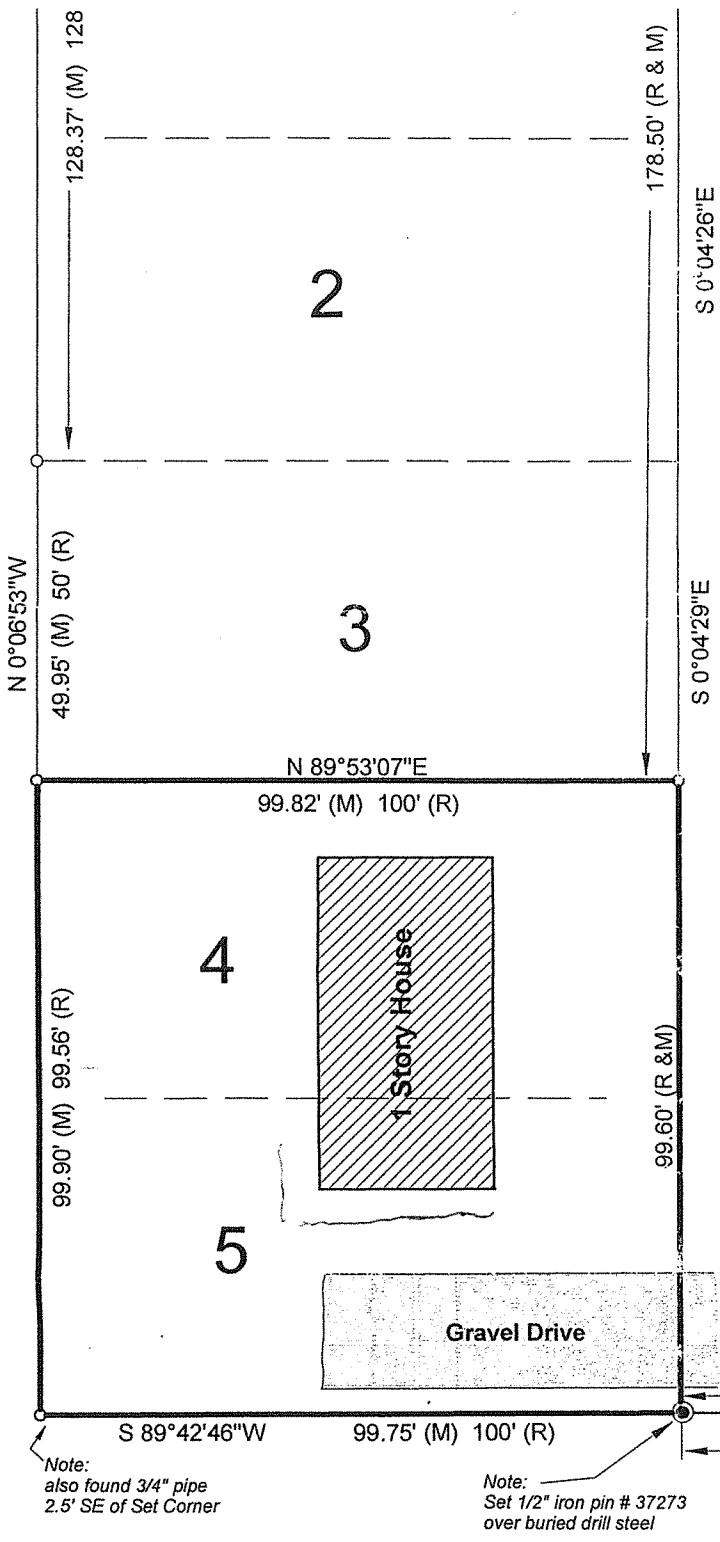 128.37' (M) 128
178.50' (R & M)
S 0°04'26"E
2
N 0°06'53"W
49.95' (M) 50' (R)
3
S 0°04'29"E
N 89°53'07"E
99.82' (M) 100' (R)
4
1 Story House
99.90' (M) 99.56' (R)
99.60' (R &M)
5
Gravel Drive
S 89°42'46"W 99.75' (M) 100' (R)
Note:
also found 3/4" pipe
2.5' SE of Set Corner
Note:
Set 1/2" iron pin # 37273
over buried drill steel